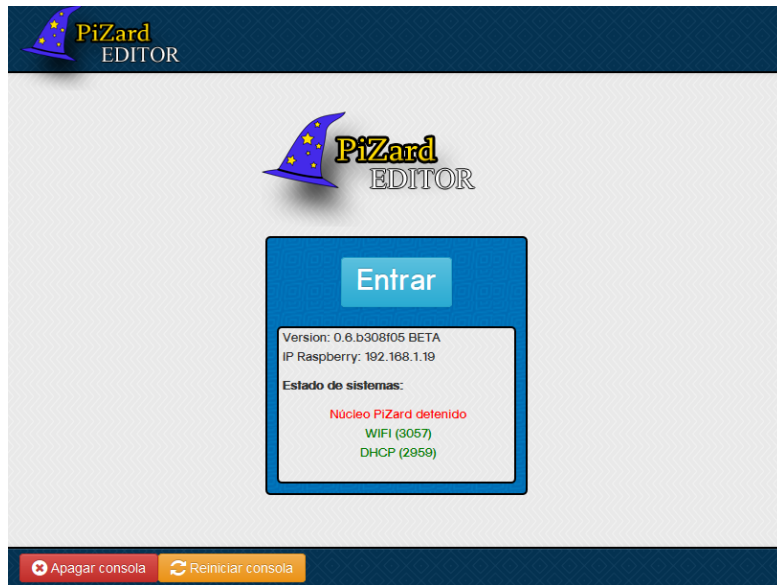 PiZard
EDITOR
PiZard
EDITOR
Entrar
Version: 0.6.b308f05 BETA
IP Raspberry: 192.168.1.19
Estado de sistemas:
Núcleo PiZard detenido
WIFI (3057)
DHCP (2959)
Apagar consola
Reiniciar consola